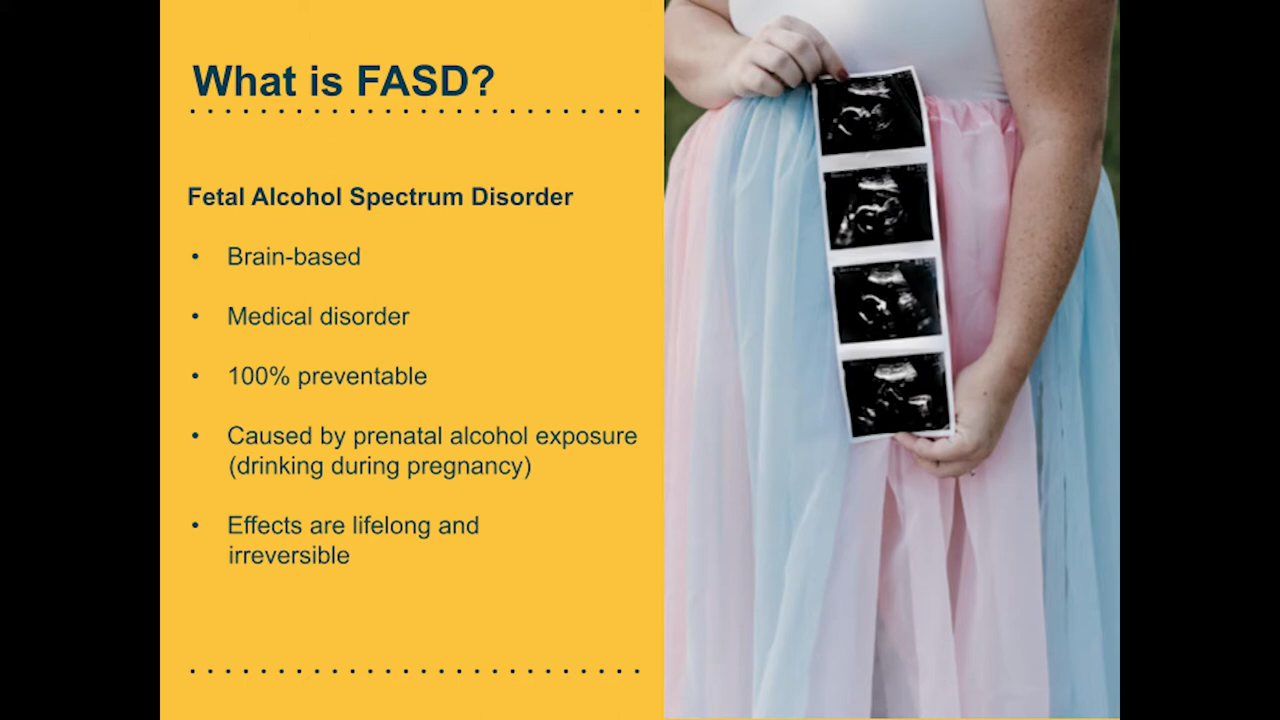 What is FASD?
Fetal Alcohol Spectrum Disorder
• Brain-based
• Medical disorder
• 100% preventable
• Caused by prenatal alcohol exposure
(drinking during pregnancy)
• Effects are lifelong and
irreversible